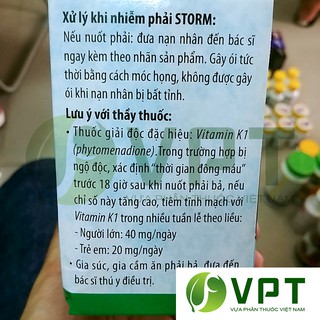 Xử lý khi nhiễm phải STORM:
Nếu nuốt phải: đưa nạn nhân đến bác sĩ
ngay kèm theo nhãn sản phẩm. Gây ói tức
thời bằng cách móc họng, không được gây
ói khi nạn nhân bị bất tỉnh.
Lưu ý với thầy thuốc:
• Thuốc giải độc đặc hiệu: Vitamin K1
(phytomenadione).Trong trường hợp bị
ngộ độc, xác định "thời gian đông máu"
trước 18 giờ sau khi nuốt phải bả, nếu
chỉ số này tăng cao, tiêm tĩnh mạch với
Vitamin K1 trong nhiều tuần lễ theo liều:
- Người lớn: 40 mg/ngày
- Trẻ em: 20 mg/ngày
• Gia súc, gia cầm ăn phải bả, đưa đến
bác sĩ thú y điều trị.
VPT
VUA PHÂN THUỐC VIỆT NAM